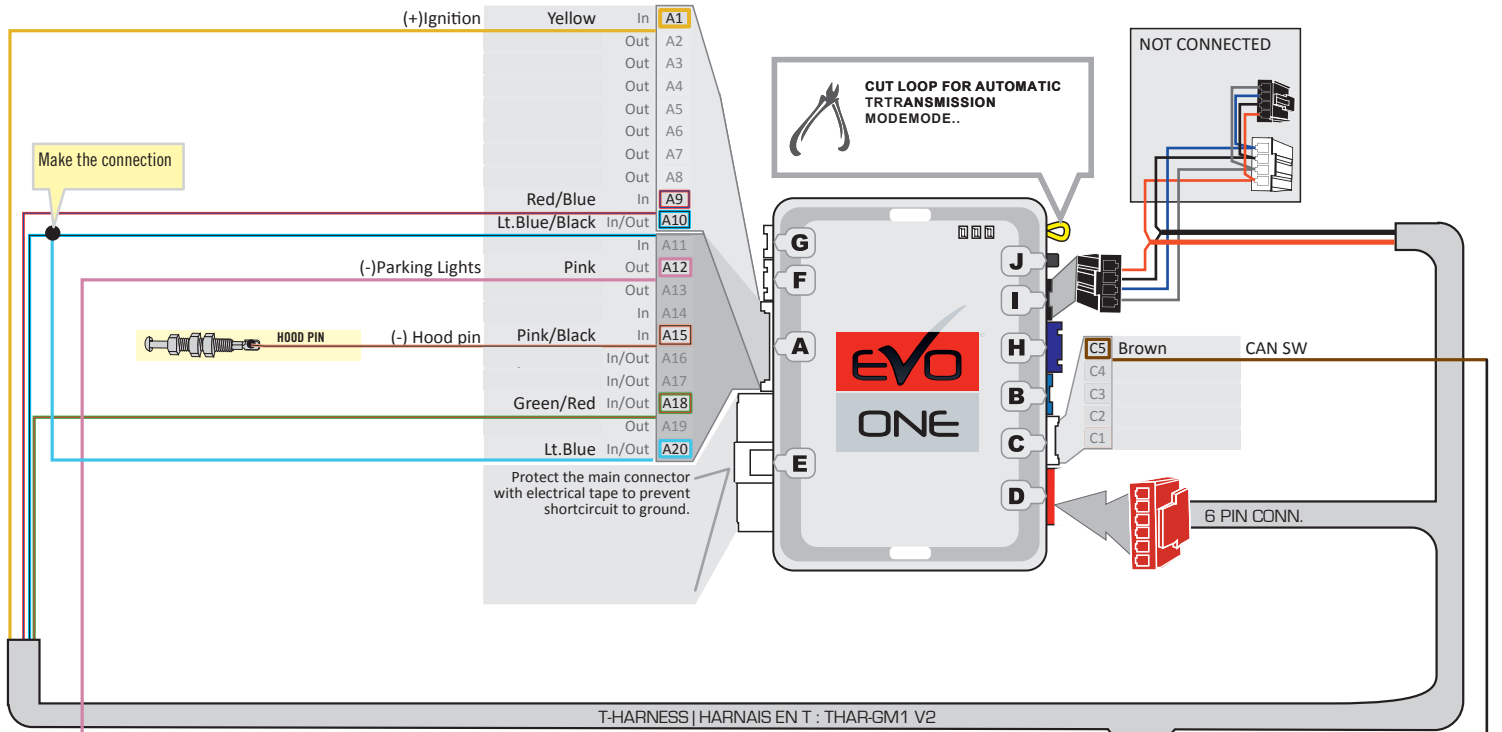 (+)Ignition Yellow In A1
Out A2
Out A3
Out A4
Out A5
Out A6
Out A7
Out A8
Red/Blue In A9
Lt.Blue/Black In/Out A10
In A11
(-)Parking Lights Pink Out A12
Out A13
In A14
HOOD PIN (-) Hood pin Pink/Black In A15
In/Out A16
In/Out A17
Green/Red In/Out A18
Out A19
Lt.Blue In/Out A20
Make the connection
Protect the main connector
with electrical tape to prevent
shortcircuit to ground.
CUT LOOP FOR AUTOMATIC
TRTRANSMISSION
MODEMODE..
NOT CONNECTED
G
F
A
E
J
I
H
B
C
D
EVO
ONE
C5 Brown CAN SW
C4
C3
C2
C1
6 PIN CONN.
T-HARNESS | HARNAIS EN T : THAR-GM1 V2